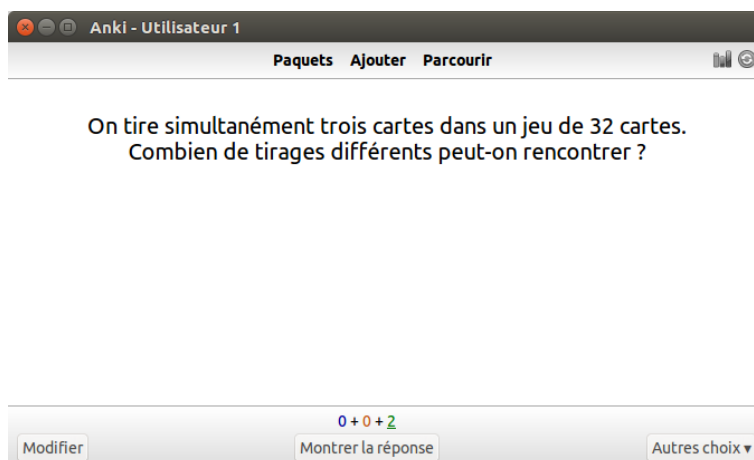 Anki - Utilisateur 1
Paquets Ajouter Parcourir
On tire simultanément trois cartes dans un jeu de 32 cartes.
Combien de tirages différents peut-on rencontrer ?
0 + 0 + 2
Modifier Montrer la réponse Autres choix ▾